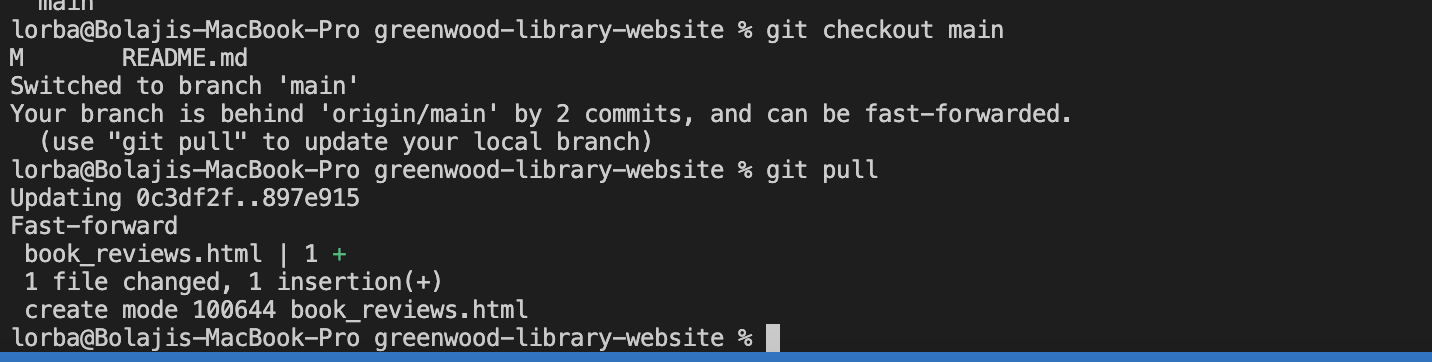 main
lorba@Bolajis-MacBook-Pro greenwood-library-website % git checkout main
M       README.md
Switched to branch 'main'
Your branch is behind 'origin/main' by 2 commits, and can be fast-forwarded.
  (use "git pull" to update your local branch)
lorba@Bolajis-MacBook-Pro greenwood-library-website % git pull
Updating 0c3df2f..897e915
Fast-forward
 book_reviews.html | 1 +
 1 file changed, 1 insertion(+)
 create mode 100644 book_reviews.html
lorba@Bolajis-MacBook-Pro greenwood-library-website %